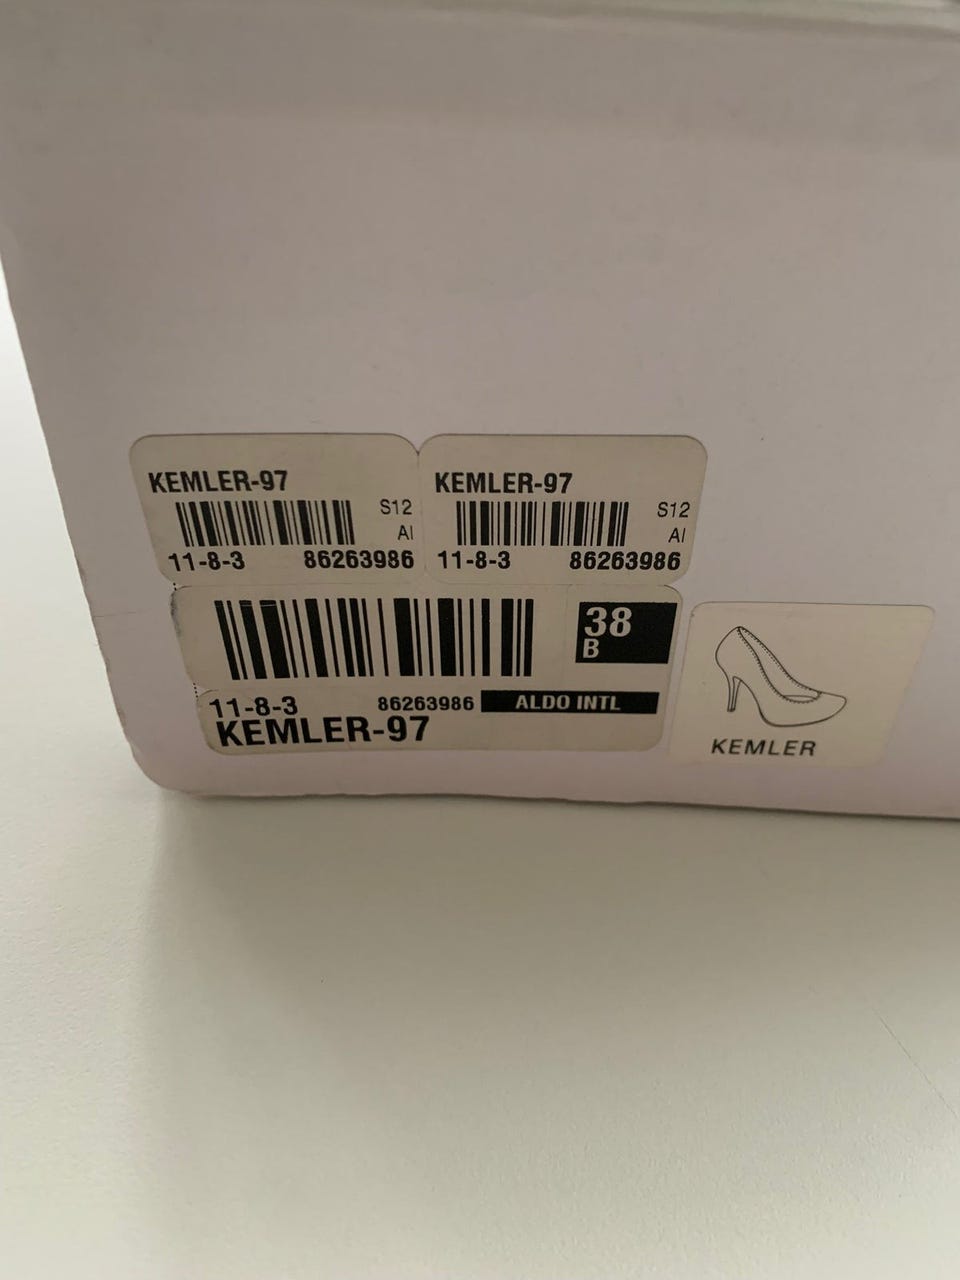 KEMLER-97
S12
AI
11-8-3 86263986
KEMLER-97
S12
AI
11-8-3 86263986
38
B
11-8-3 86263986 ALDO INTL
KEMLER-97
KEMLER